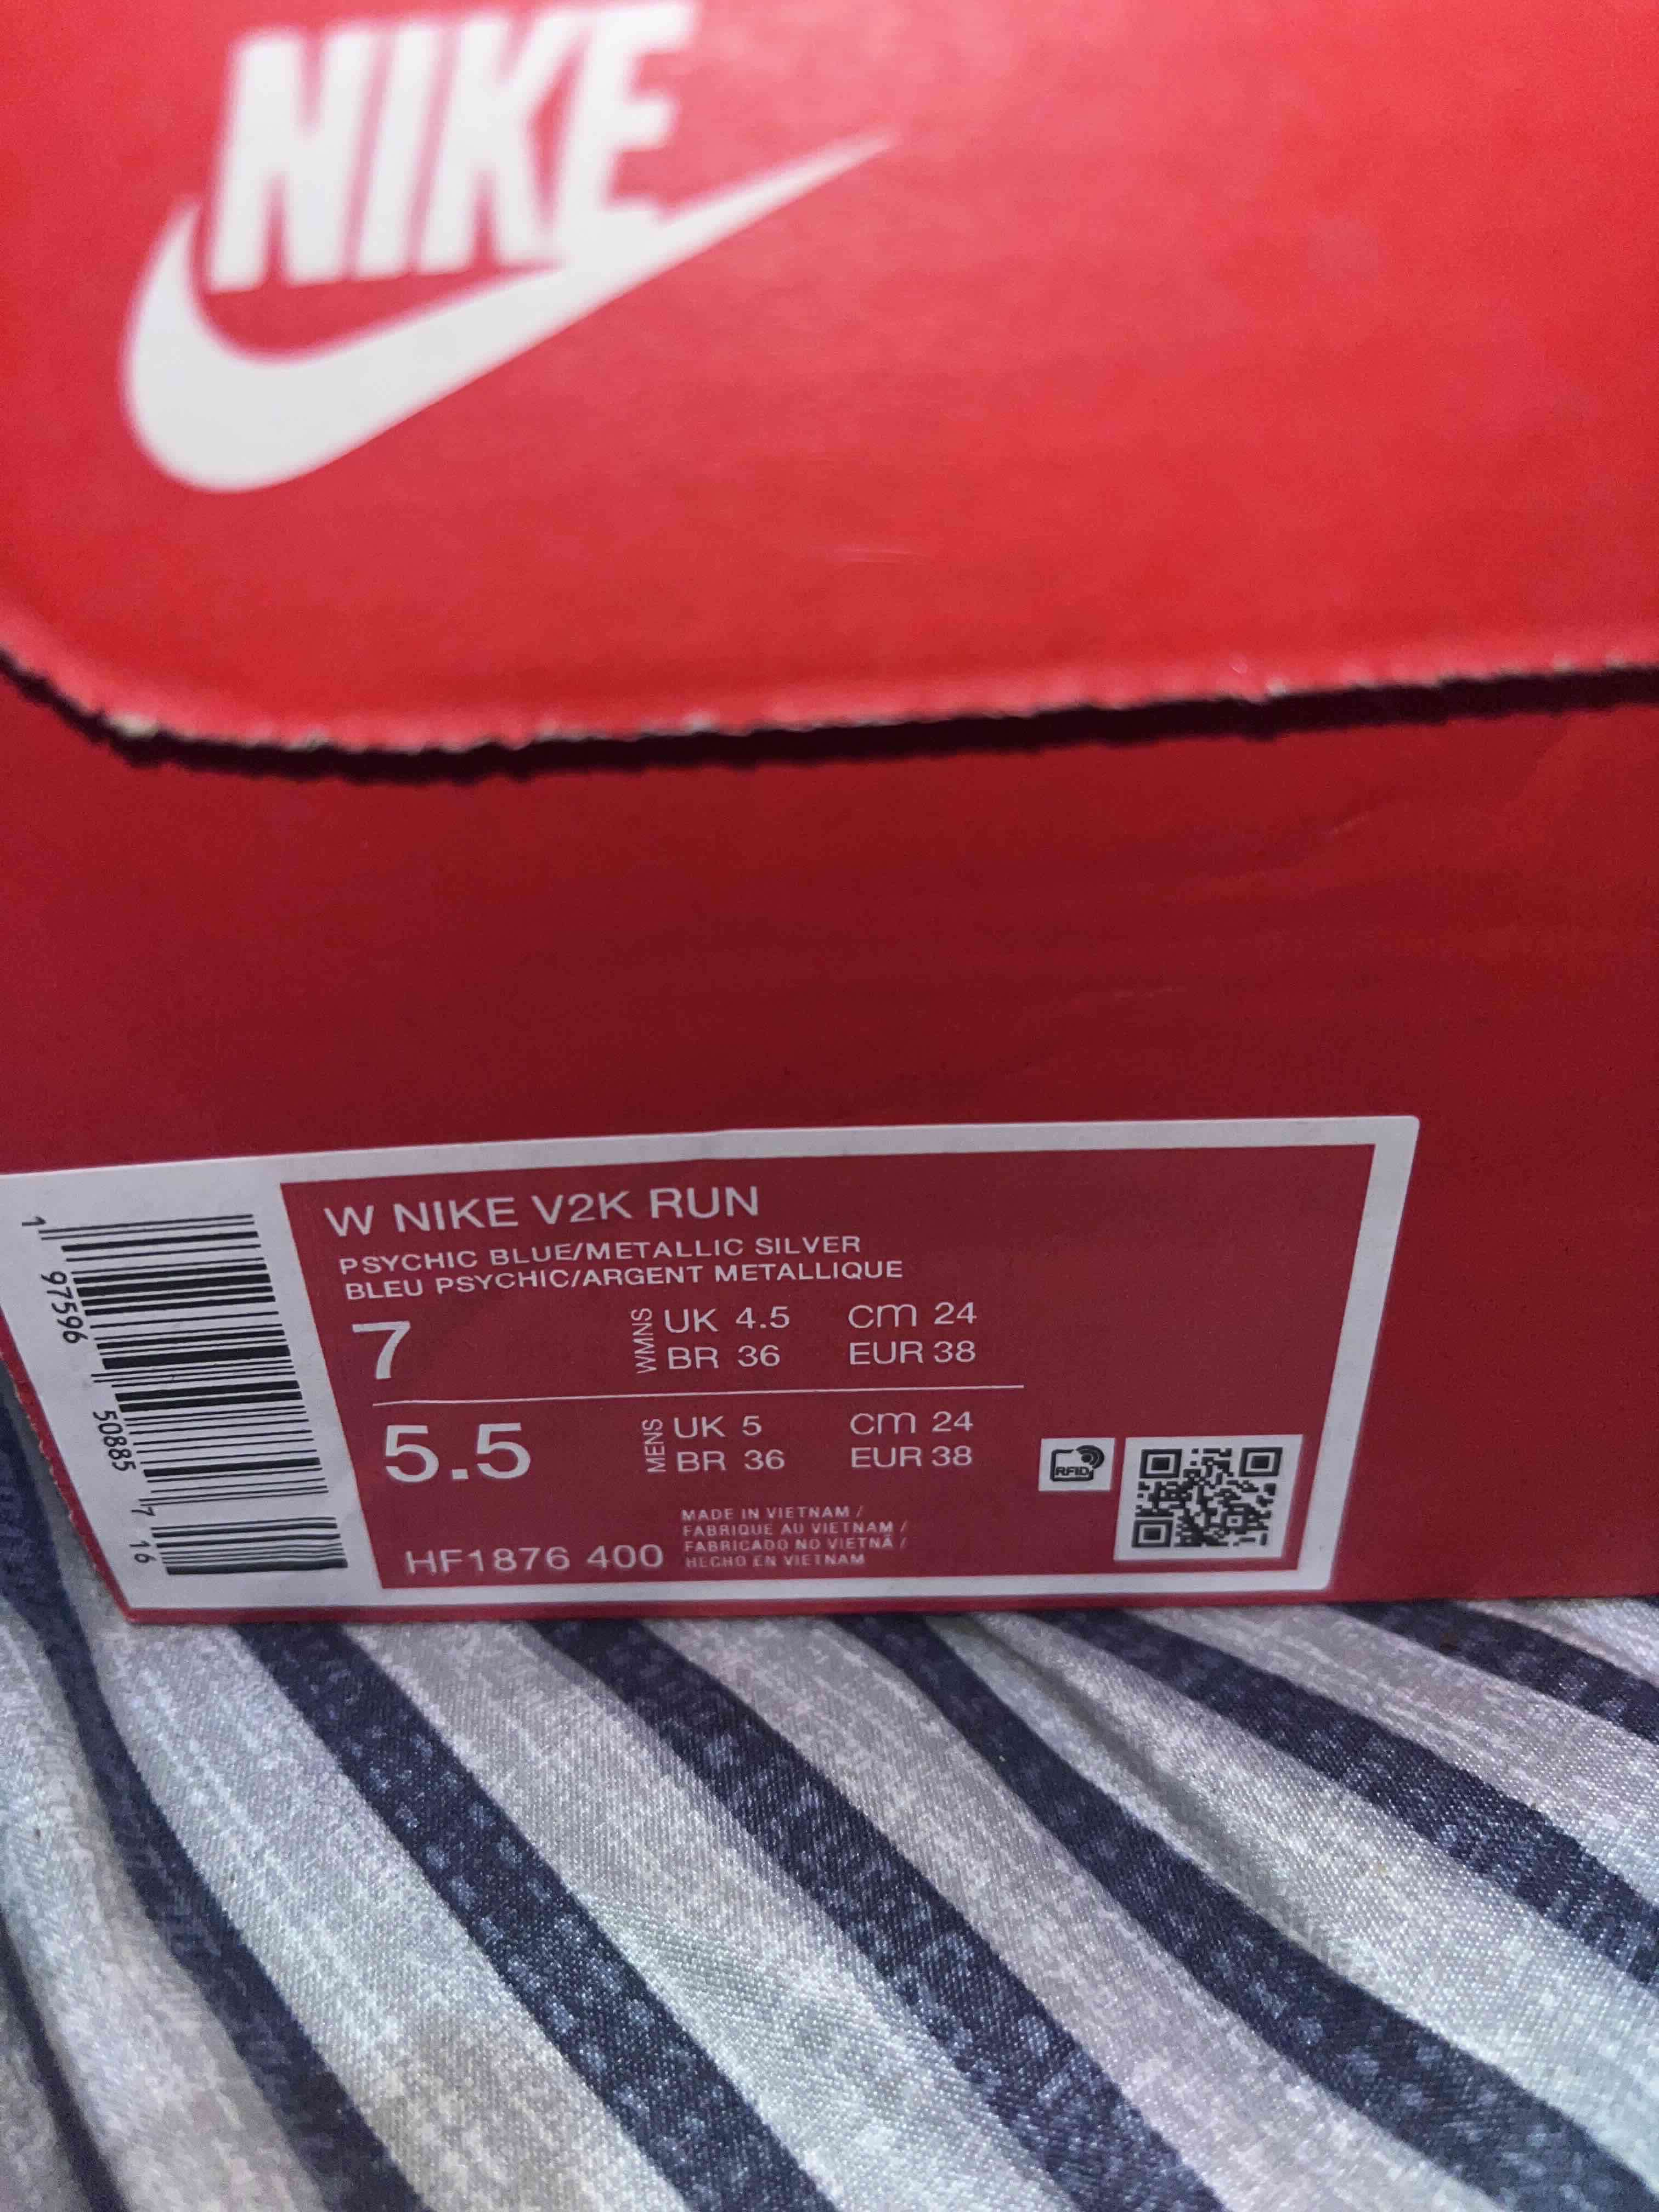 NIKE
W NIKE V2K RUN
PSYCHIC BLUE/METALLIC SILVER
BLEU PSYCHIC/ARGENT METALLIQUE
7 WMNS UK 4.5 CM 24
BR 36 EUR 38
5.5 MENS UK 5 CM 24
BR 36 EUR 38
HF1876 400
MADE IN VIETNAM /
FABRIQUE AU VIETNAM /
FABRICADO NO VIETNÃ /
HECHO EN VIETNAM
RFID
1 97596 50885 7 16